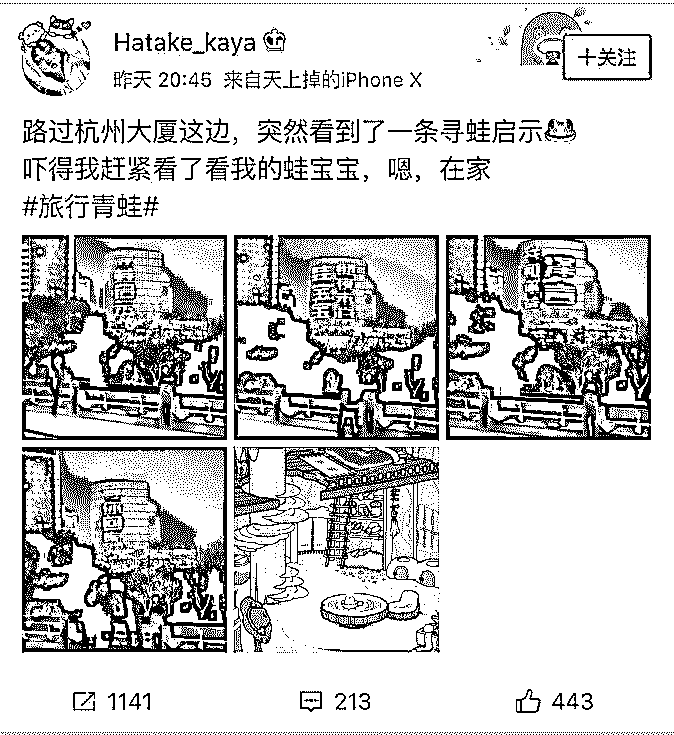 Hatake_kaya
十关注
昨天 20:45 来自天上掉的iPhone X
路过杭州大厦这边，突然看到了一条寻蛙启示
吓得我赶紧看了看我的蛙宝宝，嗯，在家
#旅行青蛙#
1141
213
443